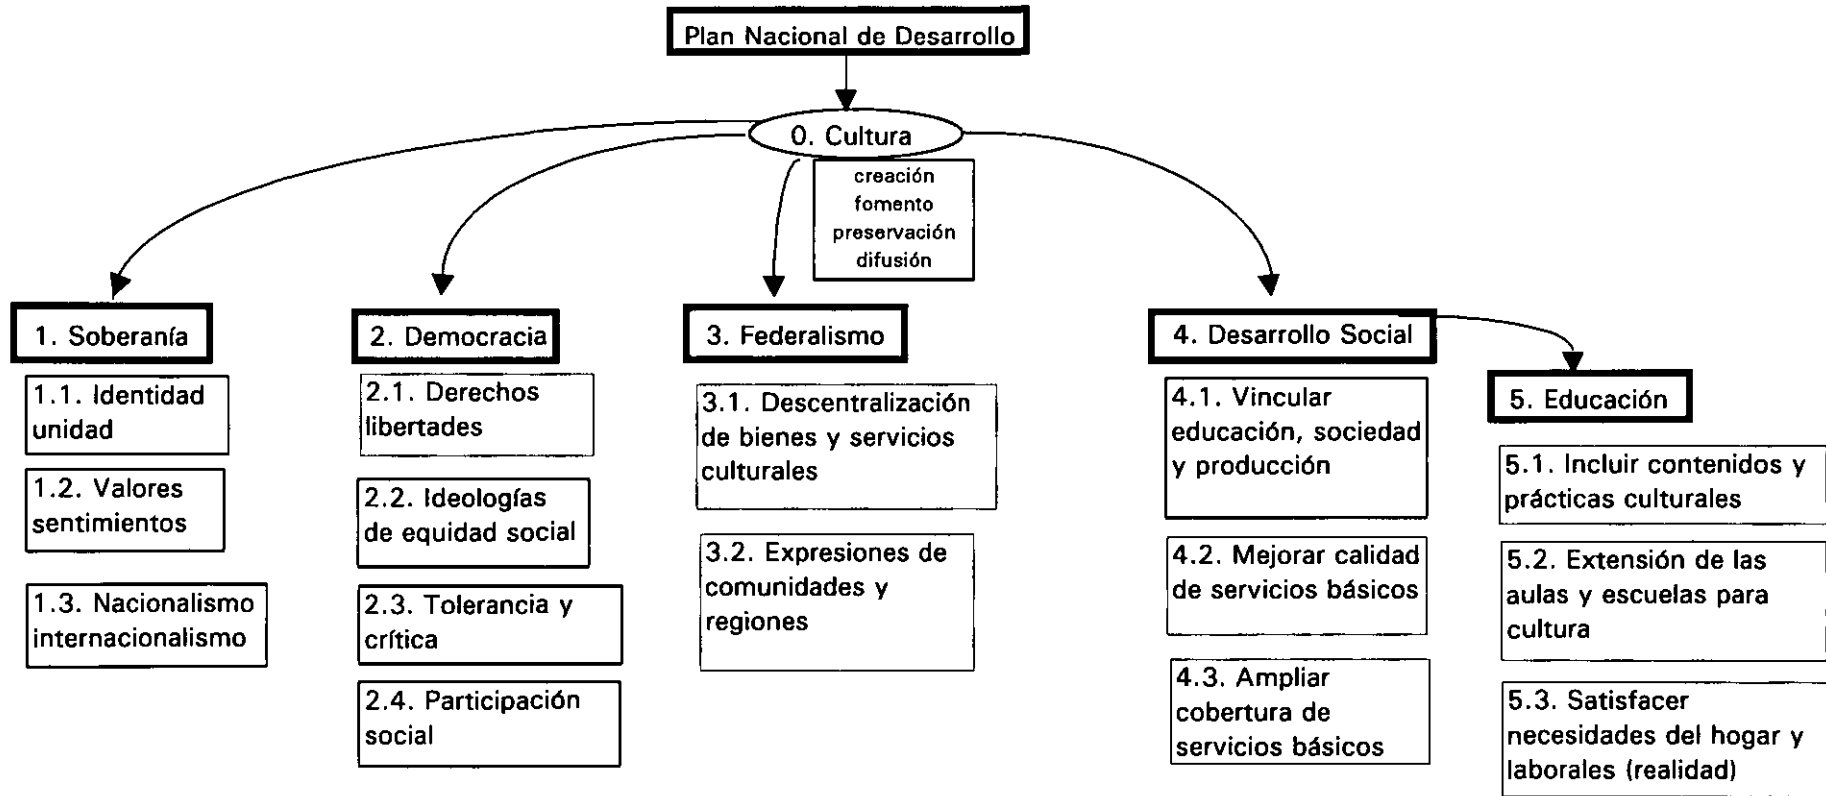 Plan Nacional de Desarrollo
0. Cultura
creación
fomento
preservación
difusión
1. Soberanía
1.1. Identidad
unidad
1.2. Valores
sentimientos
1.3. Nacionalismo
internacionalismo
2. Democracia
2.1. Derechos
libertades
2.2. Ideologías
de equidad social
2.3. Tolerancia y
crítica
2.4. Participación
social
3. Federalismo
3.1. Descentralización
de bienes y servicios
culturales
3.2. Expresiones de
comunidades y
regiones
4. Desarrollo Social
4.1. Vincular
educación, sociedad
y producción
4.2. Mejorar calidad
de servicios básicos
4.3. Ampliar
cobertura de
servicios básicos
5. Educación
5.1. Incluir contenidos y
prácticas culturales
5.2. Extensión de las
aulas y escuelas para
cultura
5.3. Satisfacer
necesidades del hogar y
laborales (realidad)